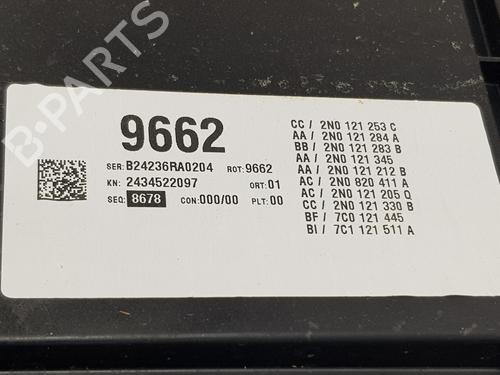 B-PARTS
9662
SER: B24236RA0204 ROT: 9662
KN: 2434522097 ORT: 01
SEQ: 8678 CON: 000/00 PLT: 00
CC / 2N0 121 253 C
AA / 2N0 121 284 A
BB / 2N0 121 283 B
AA / 2N0 121 345
AA / 2N0 121 212 B
AC / 2N0 820 411 A
AC / 2N0 121 205 Q
CC / 2N0 121 330 B
BF / 7C0 121 445
BI / 7C1 121 511 A